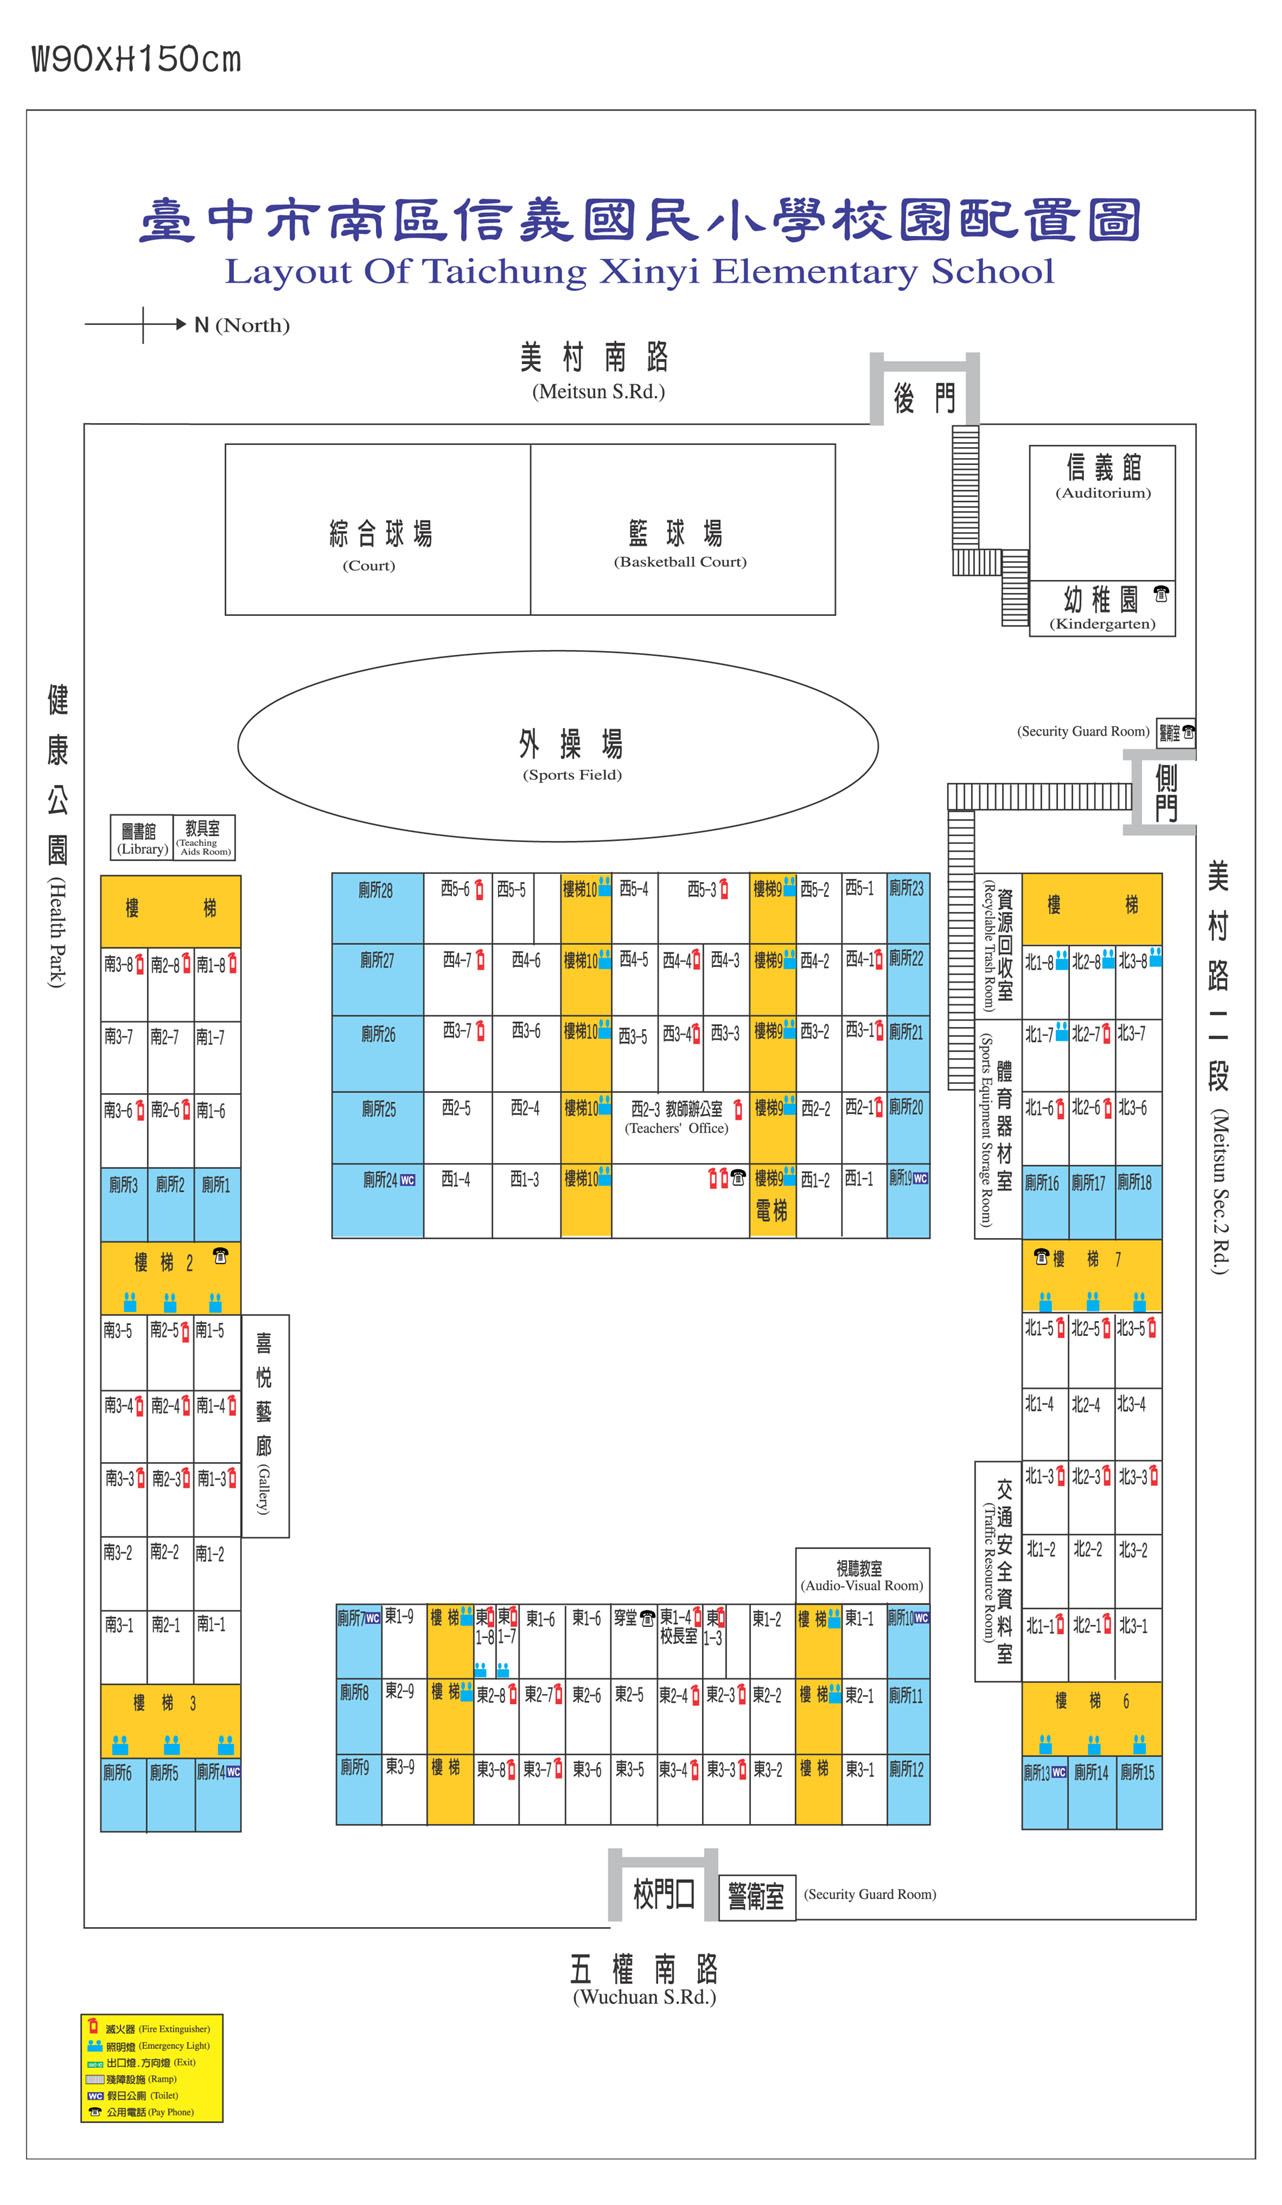 W90XH150cm
臺中市南區信義國民小學校園配置圖
Layout Of Taichung Xinyi Elementary School
N (North)
美村南路
(Meitsun S.Rd.)
後門
信義館
(Auditorium)
綜合球場
(Court)
籃球場
(Basketball Court)
幼稚園
(Kindergarten)
健康公園 (Health Park)
外操場
(Sports Field)
(Security Guard Room) 警衛室
側門
美村路二段 (Meitsun Sec.2 Rd.)
圖書館
(Library)
教具室
(Teaching
Aids Room)
樓梯
南3-8 南2-8 南1-8
南3-7 南2-7 南1-7
南3-6 南2-6 南1-6
廁所3 廁所2 廁所1
樓梯2
南3-5 南2-5 南1-5
南3-4 南2-4 南1-4
南3-3 南2-3 南1-3
南3-2 南2-2 南1-2
南3-1 南2-1 南1-1
樓梯3
廁所6 廁所5 廁所4 WC
喜悅藝廊 (Gallery)
廁所28 西5-6 西5-5 樓梯10 西5-4 西5-3 樓梯9 西5-2 西5-1 廁所23
廁所27 西4-7 西4-6 樓梯10 西4-5 西4-4 西4-3 樓梯9 西4-2 西4-1 廁所22
廁所26 西3-7 西3-6 樓梯10 西3-5 西3-4 西3-3 樓梯9 西3-2 西3-1 廁所21
廁所25 西2-5 西2-4 樓梯10 西2-3 教師辦公室 樓梯9 西2-2 西2-1 廁所20
(Teachers' Office)
廁所24 WC 西1-4 西1-3 樓梯10 樓梯9 西1-2 西1-1 廁所19 WC
電梯
資源回收室
(Recyclable Trash Room)
體育器材室
(Sports Equipment Storage Room)
樓梯
北1-8 北2-8 北3-8
北1-7 北2-7 北3-7
北1-6 北2-6 北3-6
廁所16 廁所17 廁所18
樓梯7
北1-5 北2-5 北3-5
北1-4 北2-4 北3-4
北1-3 北2-3 北3-3
北1-2 北2-2 北3-2
北1-1 北2-1 北3-1
樓梯6
廁所13 WC 廁所14 廁所15
交通安全資料室
(Traffic Resource Room)
視聽教室
(Audio-Visual Room)
廁所7 WC 東1-9 樓梯 東1-8 東1-7 東1-6 東1-6 穿堂 東1-4 東1-3 東1-2 樓梯 東1-1 廁所10 WC
校長室
廁所8 東2-9 樓梯 東2-8 東2-7 東2-6 東2-5 東2-4 東2-3 東2-2 樓梯 東2-1 廁所11
廁所9 東3-9 樓梯 東3-8 東3-7 東3-6 東3-5 東3-4 東3-3 東3-2 樓梯 東3-1 廁所12
校門口
警衛室 (Security Guard Room)
五權南路
(Wuchuan S.Rd.)
滅火器 (Fire Extinguisher)
照明燈 (Emergency Light)
出口燈.方向燈 (Exit)
殘障設施 (Ramp)
WC 假日公廁 (Toilet)
公用電話 (Pay Phone)